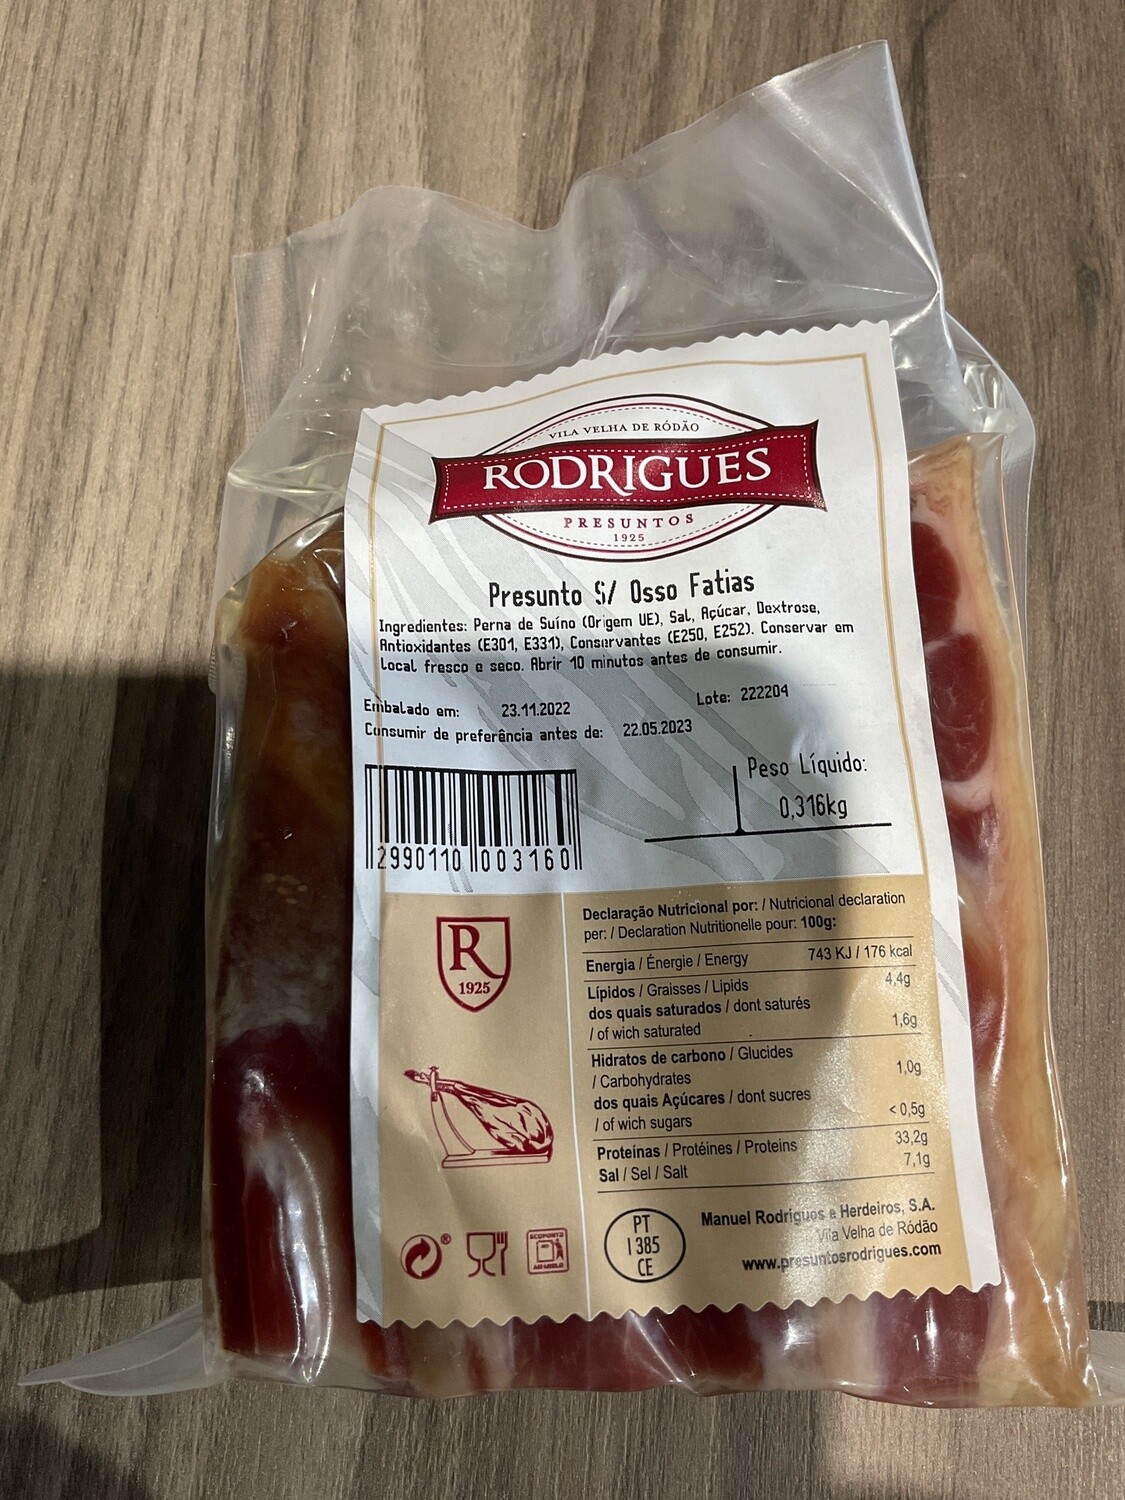 VILA VELHA DE RÓDÃO
RODRIGUES
PRESUNTOS
1925
Presunto S/ Osso Fatias
Ingredientes: Perna de Suíno (Origem UE), Sal, Açúcar, Dextrose,
Antioxidantes (E301, E331), Conservantes (E250, E252). Conservar em
Local fresco e seco. Abrir 10 minutos antes de consumir.
Lote: 222204
Embalado em: 23.11.2022
Consumir de preferência antes de: 22.05.2023
Peso Líquido:
0,316kg
2990110 003160
Declaração Nutricional por: / Nutricional declaration
per: / Declaration Nutritionelle pour: 100g:
Energia / Énergie / Energy 743 KJ / 176 kcal
Lípidos / Graisses / Lipids 4,4g
dos quais saturados / dont saturés
/ of wich saturated 1,6g
Hidratos de carbono / Glucides
/ Carbohydrates 1,0g
dos quais Açúcares / dont sucres
/ of wich sugars < 0,5g
Proteínas / Protéines / Proteins 33,2g
Sal / Sel / Salt 7,1g
R
1925
ECOPONTO
AMARELO
PT
I 385
CE
Manuel Rodrigues e Herdeiros, S.A.
Vila Velha de Ródão
www.presuntosrodrigues.com